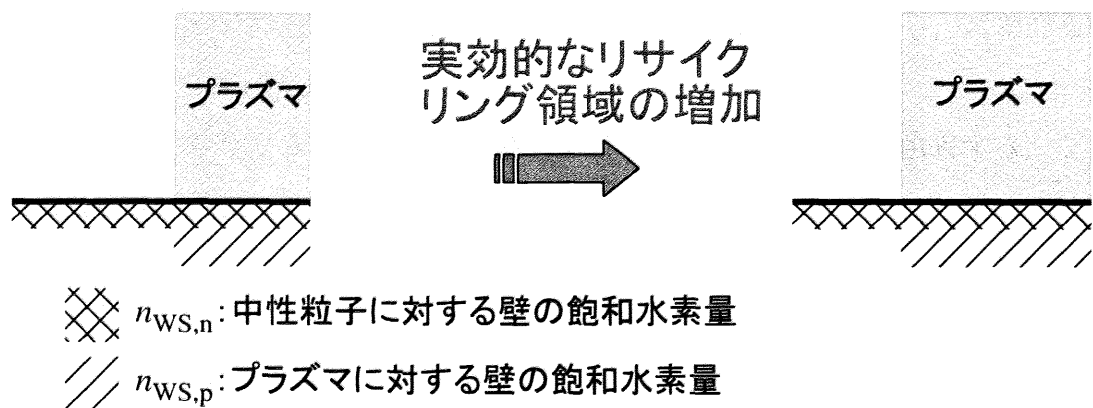 プラズマ
実効的なリサイク
リング領域の増加
プラズマ
n_WS,n:中性粒子に対する壁の飽和水素量
n_WS,p:プラズマに対する壁の飽和水素量